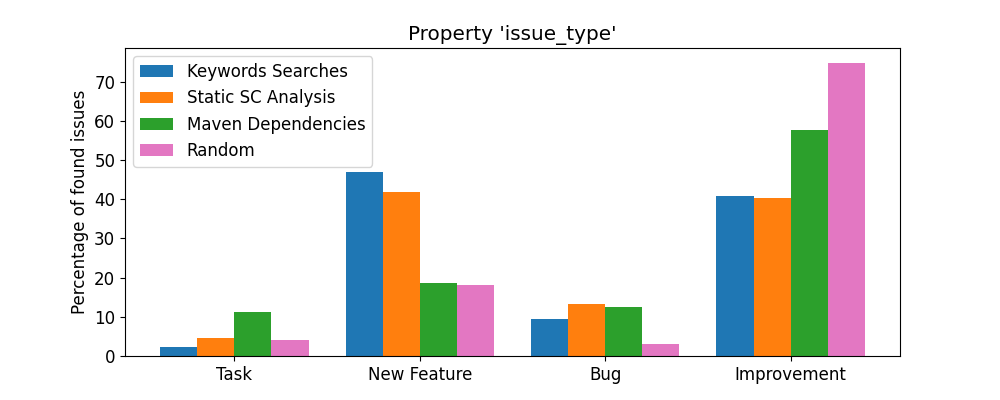 Property 'issue_type'
Keywords Searches
Static SC Analysis
Maven Dependencies
Random
Percentage of found issues
70
60
50
40
30
20
10
0
Task
New Feature
Bug
Improvement